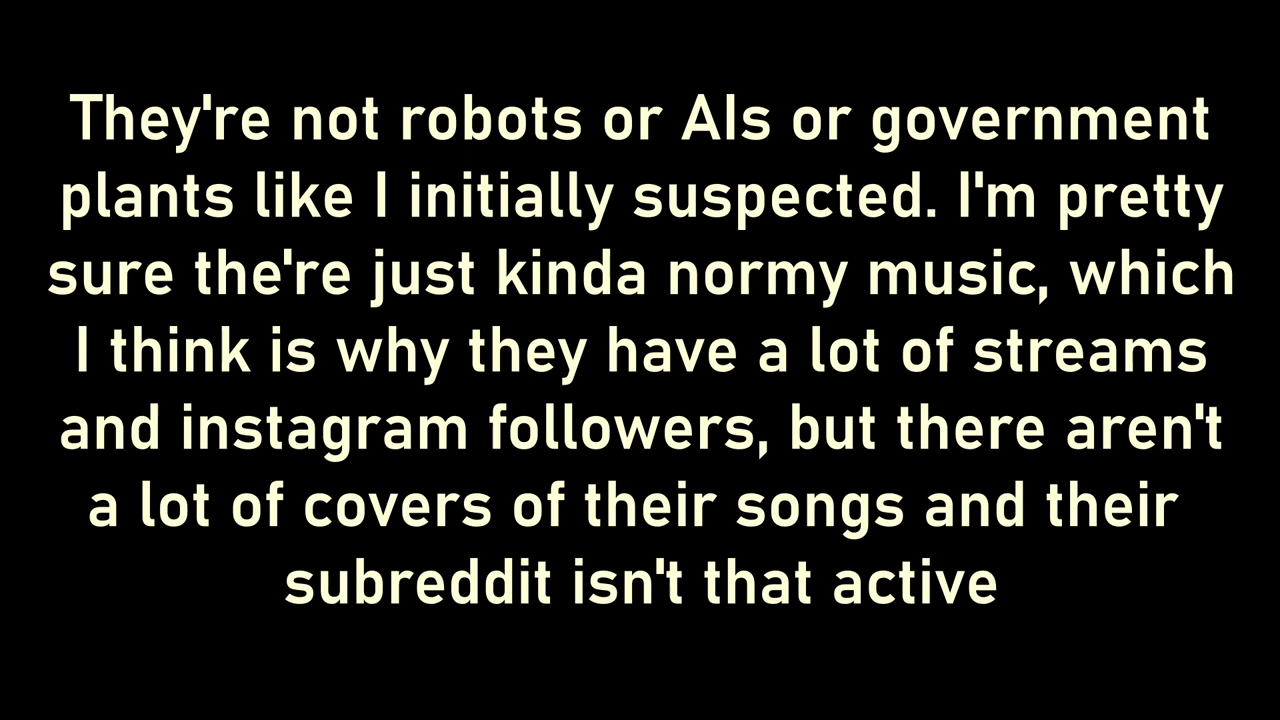 They're not robots or AIs or government
plants like I initially suspected. I'm pretty
sure the're just kinda normy music, which
I think is why they have a lot of streams
and instagram followers, but there aren't
a lot of covers of their songs and their
subreddit isn't that active